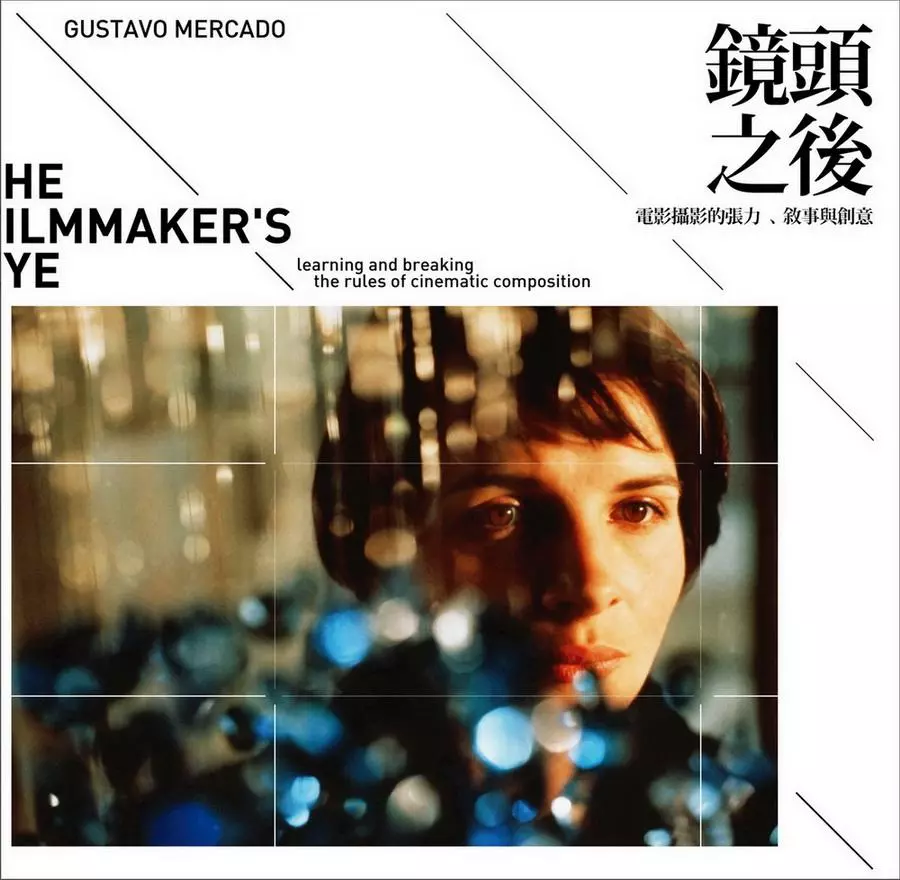 GUSTAVO MERCADO
鏡頭
之後
電影攝影的張力、敘事與創意
HE
ILMMAKER'S
YE
learning and breaking
the rules of cinematic composition